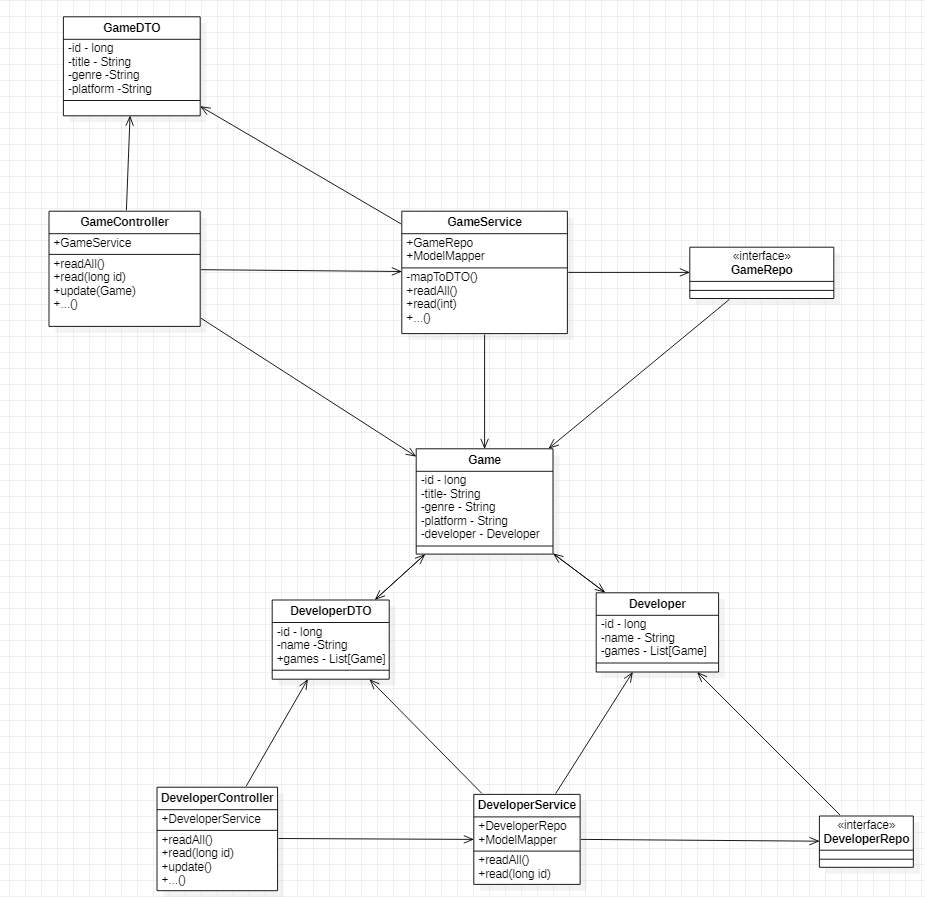 GameDTO
-id - long
-title - String
-genre -String
-platform -String
GameController
+GameService
+readAll()
+read(long id)
+update(Game)
+...()
GameService
+GameRepo
+ModelMapper
-mapToDTO()
+readAll()
+read(int)
+...()
«interface»
GameRepo
Game
-id - long
-title- String
-genre - String
-platform - String
-developer - Developer
DeveloperDTO
-id - long
-name -String
+games - List[Game]
Developer
-id - long
-name - String
-games - List[Game]
DeveloperController
+DeveloperService
+readAll()
+read(long id)
+update()
+...()
DeveloperService
+DeveloperRepo
+ModelMapper
+readAll()
+read(long id)
«interface»
DeveloperRepo